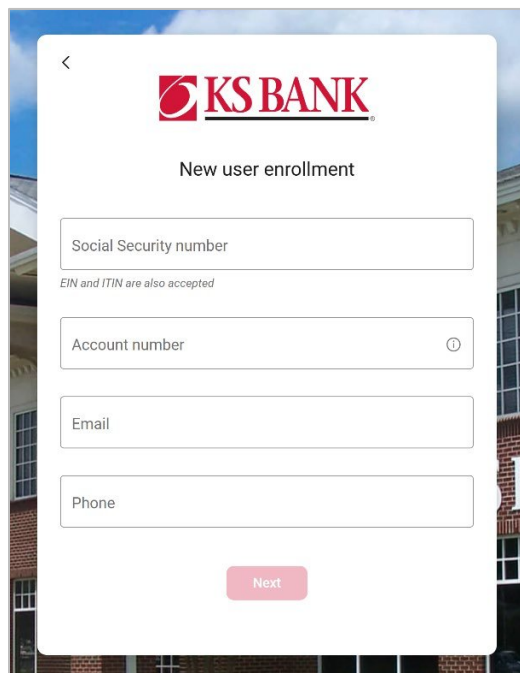 KS BANK®
New user enrollment
Social Security number
EIN and ITIN are also accepted
Account number
Email
Phone
Next